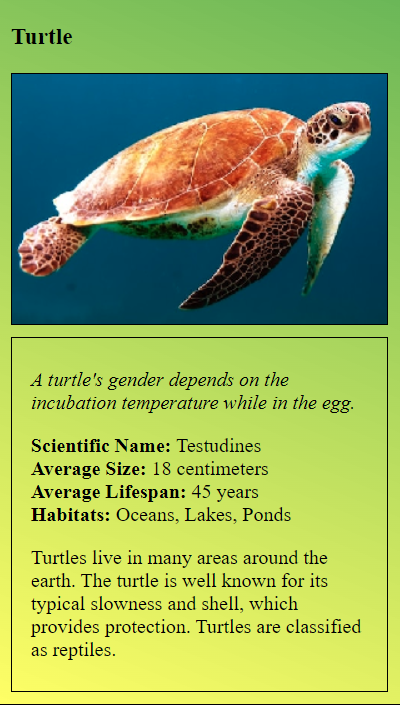 Turtle
A turtle's gender depends on the
incubation temperature while in the egg.
Scientific Name: Testudines
Average Size: 18 centimeters
Average Lifespan: 45 years
Habitats: Oceans, Lakes, Ponds
Turtles live in many areas around the
earth. The turtle is well known for its
typical slowness and shell, which
provides protection. Turtles are classified
as reptiles.